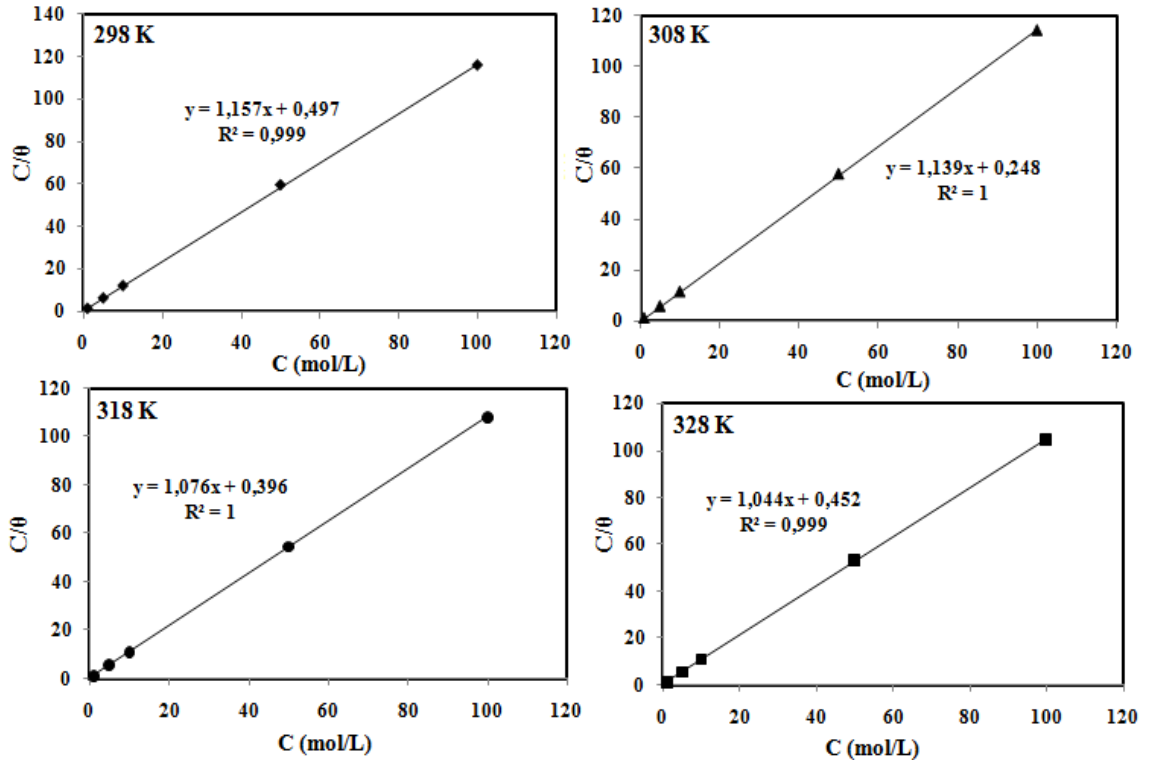 298 K
y = 1,157x + 0,497
R² = 0,999
C/θ
140
120
100
80
60
40
20
0
0 20 40 60 80 100 120
C (mol/L)
308 K
y = 1,139x + 0,248
R² = 1
C/θ
120
100
80
60
40
20
0
0 20 40 60 80 100 120
C (mol/L)
318 K
y = 1,076x + 0,396
R² = 1
C/θ
120
100
80
60
40
20
0
0 20 40 60 80 100 120
C (mol/L)
328 K
y = 1,044x + 0,452
R² = 0,999
C/θ
120
100
80
60
40
20
0
0 20 40 60 80 100 120
C (mol/L)